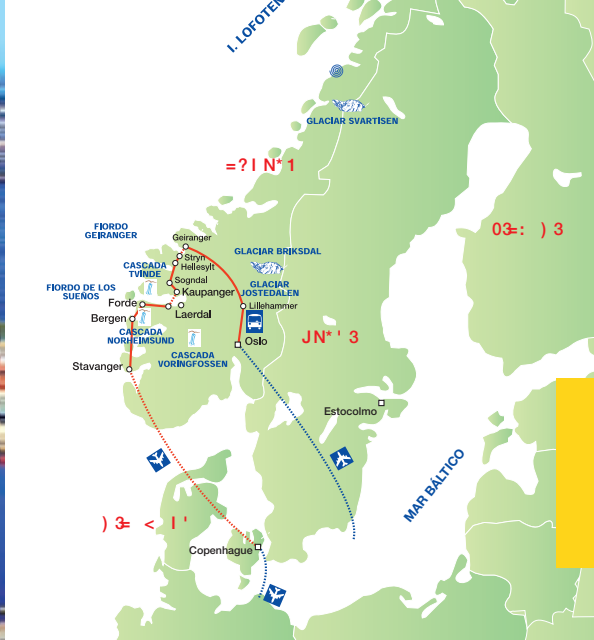 I. LOFOTEN
GLACIAR SVARTISEN
=?I N* 1
03=: ) 3
FIORDO
GEIRANGER
Geiranger
Stryn
Hellesylt
GLACIAR BRIKSDAL
CASCADA
TVINDE
Sogndal
GLACIAR
JOSTEDALEN
FIORDO DE LOS
SUEÑOS
Kaupanger
Forde
Lillehammer
Laerdal
Bergen
CASCADA
NORHEIMSUND
Oslo
JN*' 3
CASCADA
VORINGFOSSEN
Stavanger
Estocolmo
MAR BÁLTICO
) 3= < I '
Copenhague